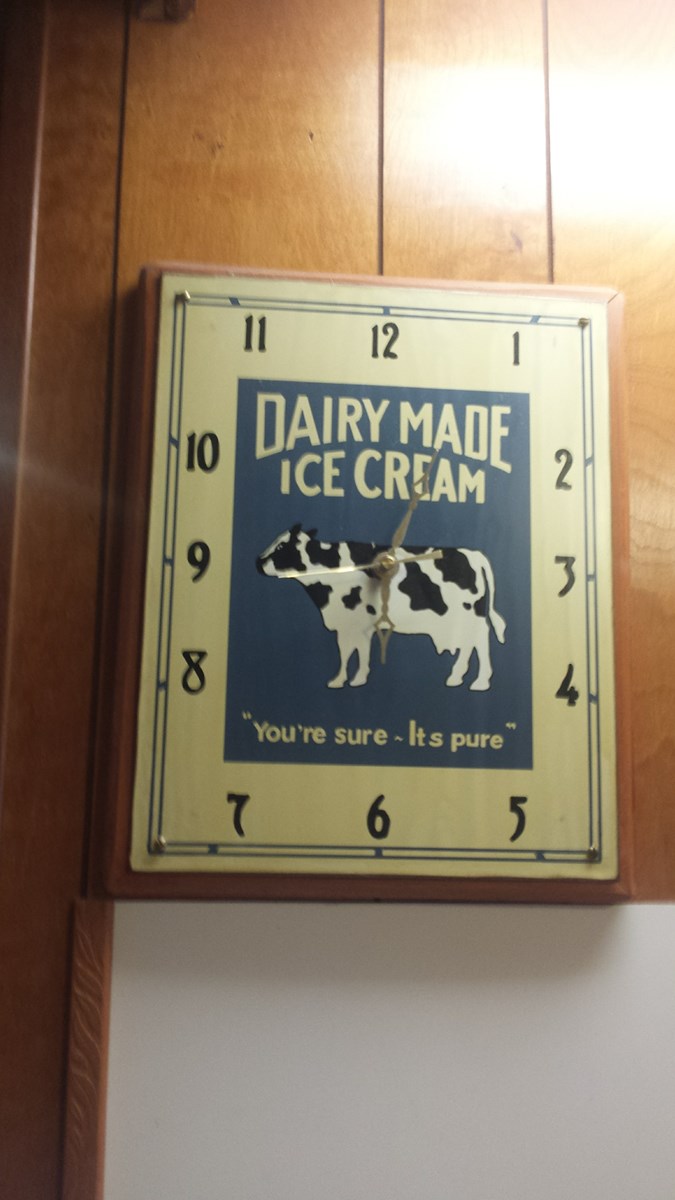 11 12 1
DAIRY MADE
ICE CREAM
10 2
9 3
8 4
"You're sure ~ Its pure"
7 6 5